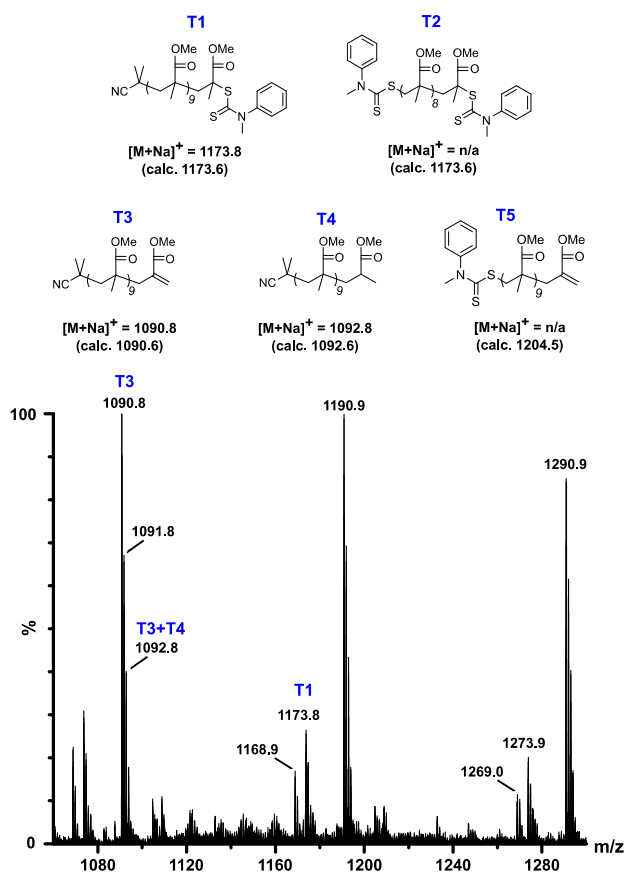 T1
T2
OMe
OMe
OMe
OMe
O
O
S
O
O
NC
9
S
S
N
N
S
8
S
S
N
[M+Na]+ = 1173.8
(calc. 1173.6)
[M+Na]+ = n/a
(calc. 1173.6)
T3
T4
T5
OMe
OMe
O
O
NC
9
OMe
OMe
O
O
NC
9
OMe
OMe
O
O
N
S
S
9
[M+Na]+ = 1090.8
(calc. 1090.6)
[M+Na]+ = 1092.8
(calc. 1092.6)
[M+Na]+ = n/a
(calc. 1204.5)
T3
1090.8
1190.9
100
1290.9
1091.8
T3+T4
1092.8
%
T1
1173.8
1168.9
1273.9
1269.0
0
m/z
1080
1120
1160
1200
1240
1280